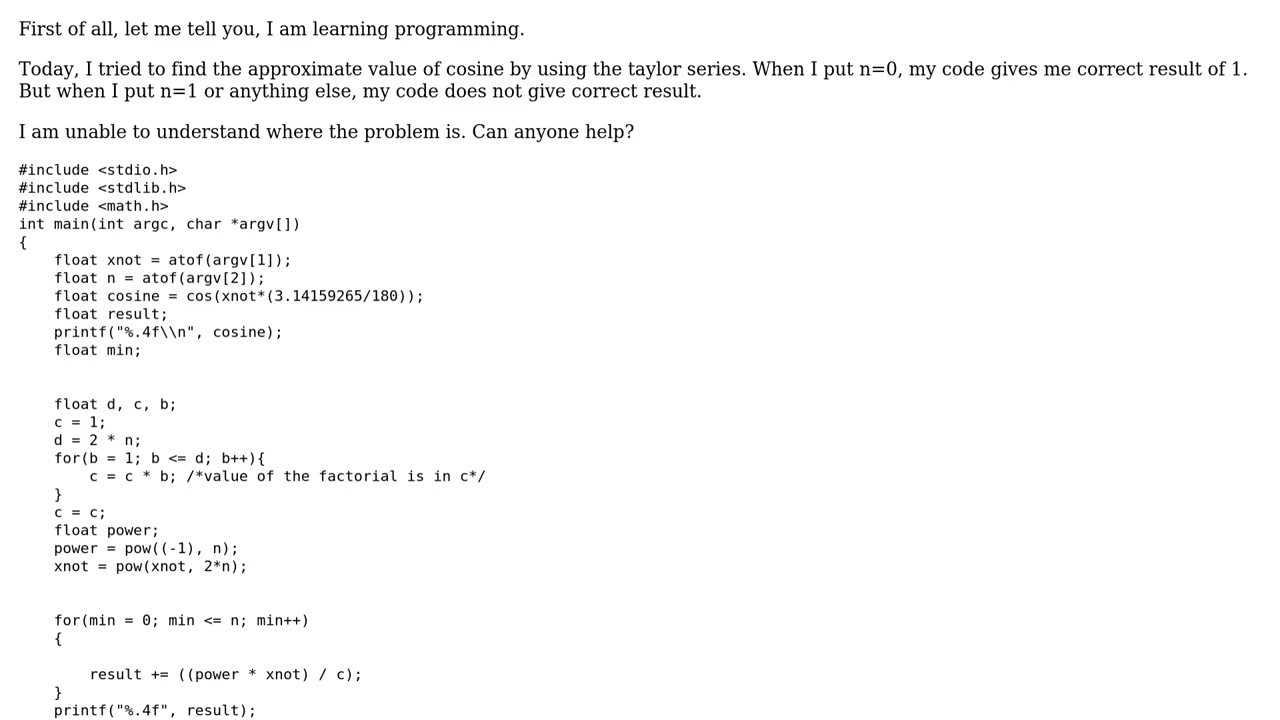 First of all, let me tell you, I am learning programming.
Today, I tried to find the approximate value of cosine by using the taylor series. When I put n=0, my code gives me correct result of 1.
But when I put n=1 or anything else, my code does not give correct result.
I am unable to understand where the problem is. Can anyone help?
#include <stdio.h>
#include <stdlib.h>
#include <math.h>
int main(int argc, char *argv[])
{
    float xnot = atof(argv[1]);
    float n = atof(argv[2]);
    float cosine = cos(xnot*(3.14159265/180));
    float result;
    printf("%.4f\\n", cosine);
    float min;
    float d, c, b;
    c = 1;
    d = 2 * n;
    for(b = 1; b <= d; b++){
        c = c * b; /*value of the factorial is in c*/
    }
    c = c;
    float power;
    power = pow((-1), n);
    xnot = pow(xnot, 2*n);
    for(min = 0; min <= n; min++)
    {
        result += ((power * xnot) / c);
    }
    printf("%.4f", result);